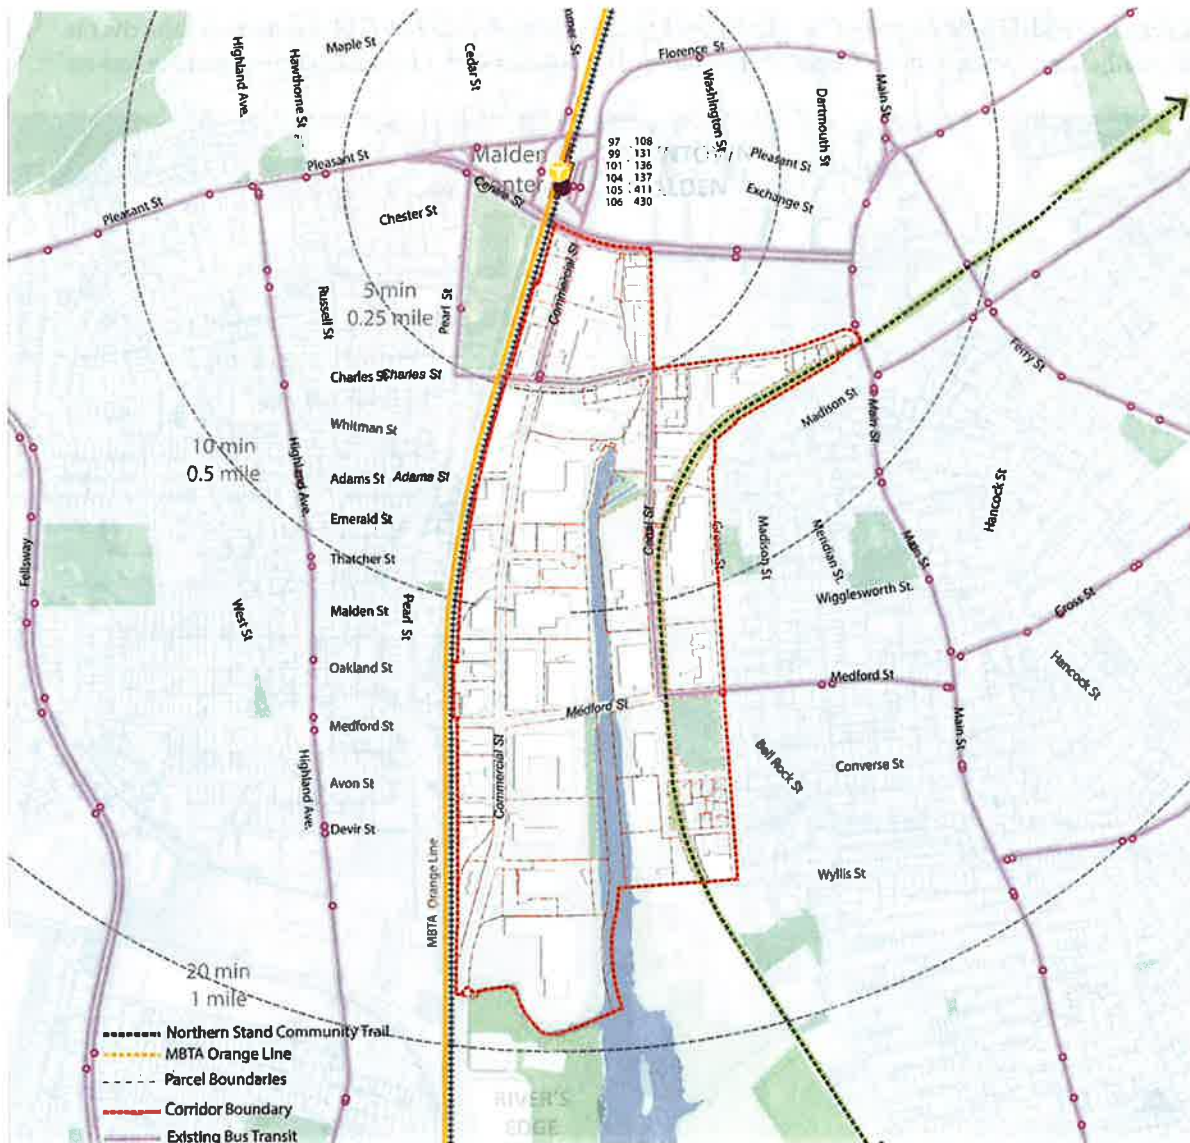 Maple St
Highland Ave.
Hawthorne St
Cedar St
Florence St
Washington St
Dartmouth St
Main St
Pleasant St
Malden
Center
97 108
99 131
101 136
104 137
105 411
106 430
Pleasant St
Exchange St
Pleasant St
Chester St
Commercial St
5 min
0.25 mile
Russell St
Pearl St
Charles St
Charles St
Ferry St
Madison St
Main St
Whitman St
10 min
0.5 mile
Highland Ave.
Adams St
Adams St
Hancock St
Emerald St
Canal St
Green St
Madison St
Meridian St.
Main St
Fellsway
Thatcher St
Wigglesworth St.
West St
Malden St
Pearl St
Cross St
Oakland St
Medford St
Hancock St
Medford St
Medford St
Main St
Commercial St
Bell Rock St
Converse St
Highland Ave.
Avon St
Devir St
Wyllis St
MBTA Orange Line
20 min
1 mile
Northern Stand Community Trail
MBTA Orange Line
Parcel Boundaries
Corridor Boundary
Existing Bus Transit
RIVER'S
EDGE